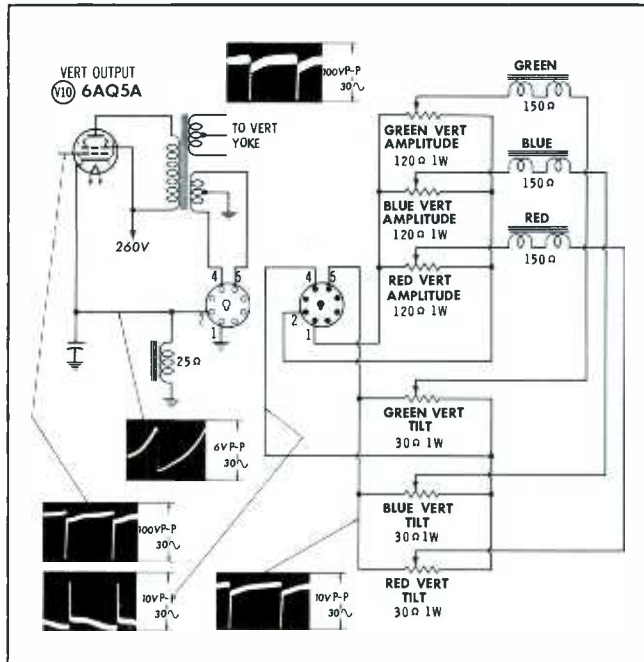 VERT OUTPUT
V10 6AQ5A
100V P-P
30∿
TO VERT
YOKE
260V
4 5
2
1
25Ω
6V P-P
30∿
100V P-P
30∿
10V P-P
30∿
10V P-P
30∿
4 5
2
1
GREEN
150Ω
BLUE
150Ω
RED
150Ω
GREEN VERT
AMPLITUDE
120Ω 1W
BLUE VERT
AMPLITUDE
120Ω 1W
RED VERT
AMPLITUDE
120Ω 1W
GREEN VERT
TILT
30Ω 1W
BLUE VERT
TILT
30Ω 1W
RED VERT
TILT
30Ω 1W